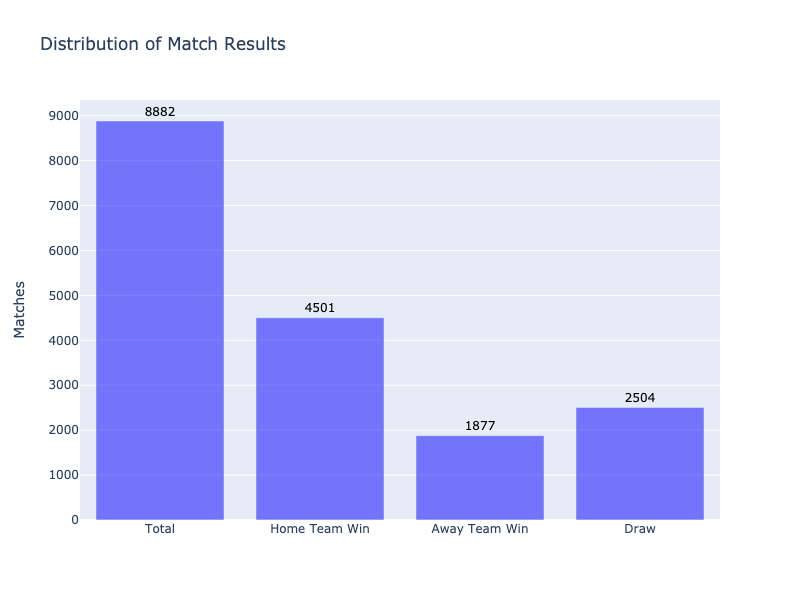 Distribution of Match Results
Matches
9000
8000
7000
6000
5000
4000
3000
2000
1000
0
8882
4501
1877
2504
Total
Home Team Win
Away Team Win
Draw